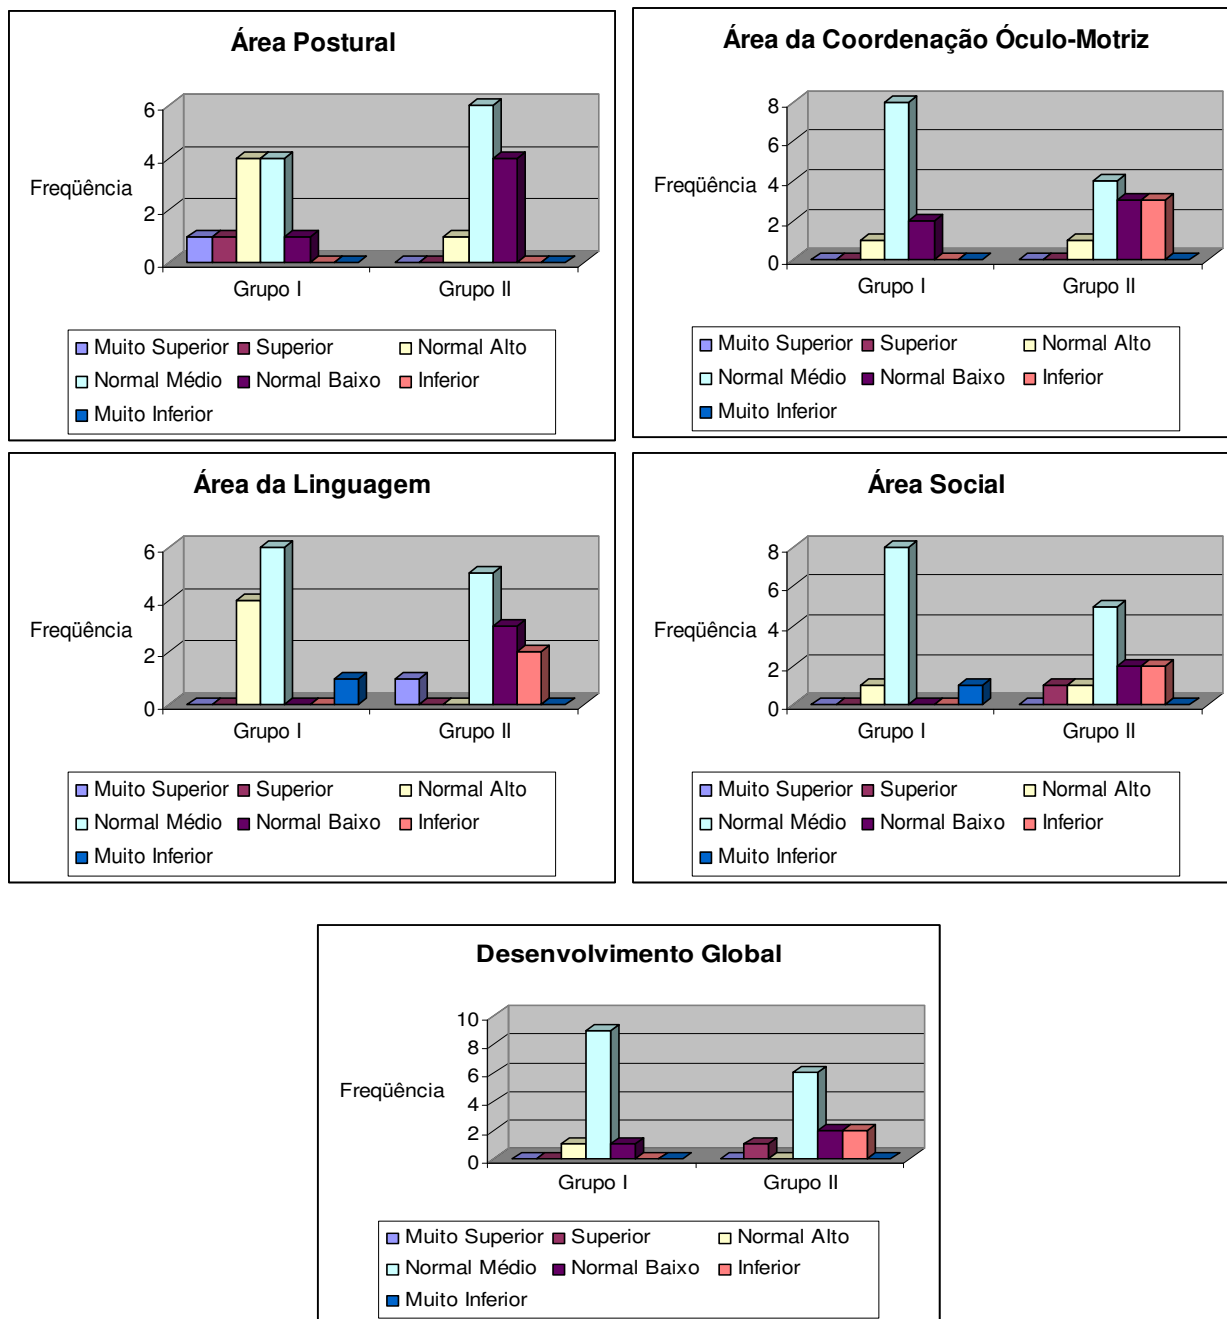 Área Postural
6
4
Freqüência
2
0
Grupo I Grupo II
Muito Superior Superior Normal Alto
Normal Médio Normal Baixo Inferior
Muito Inferior
Área da Coordenação Óculo-Motriz
8
6
Freqüência 4
2
0
Grupo I Grupo II
Muito Superior Superior Normal Alto
Normal Médio Normal Baixo Inferior
Muito Inferior
Área da Linguagem
6
4
Freqüência
2
0
Grupo I Grupo II
Muito Superior Superior Normal Alto
Normal Médio Normal Baixo Inferior
Muito Inferior
Área Social
8
6
Freqüência 4
2
0
Grupo I Grupo II
Muito Superior Superior Normal Alto
Normal Médio Normal Baixo Inferior
Muito Inferior
Desenvolvimento Global
10
8
6
Freqüência
4
2
0
Grupo I Grupo II
Muito Superior Superior Normal Alto
Normal Médio Normal Baixo Inferior
Muito Inferior